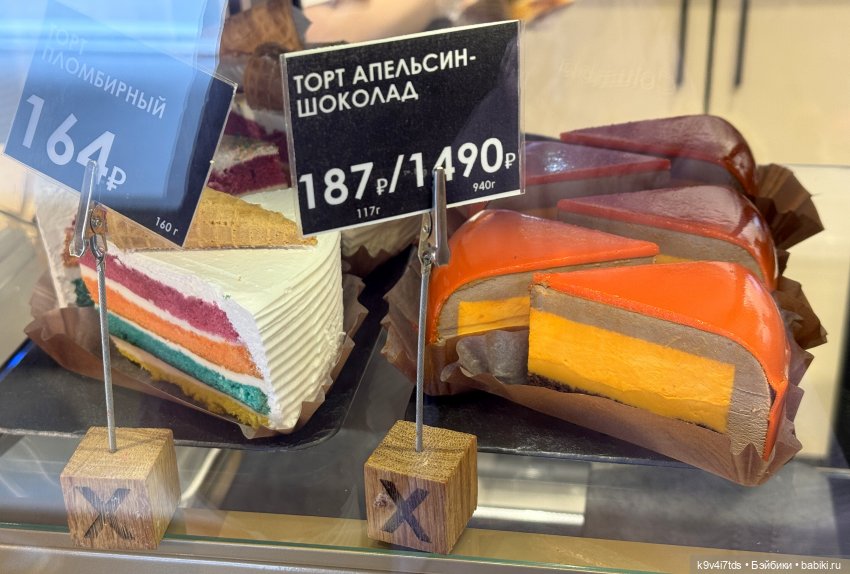 ТОРТ
ПЛОМБИРНЫЙ
164₽
160 г
ТОРТ АПЕЛЬСИН-
ШОКОЛАД
187₽/1490₽
117г 940г
X
X
k9v4i7tds • Бэйбики • babiki.ru